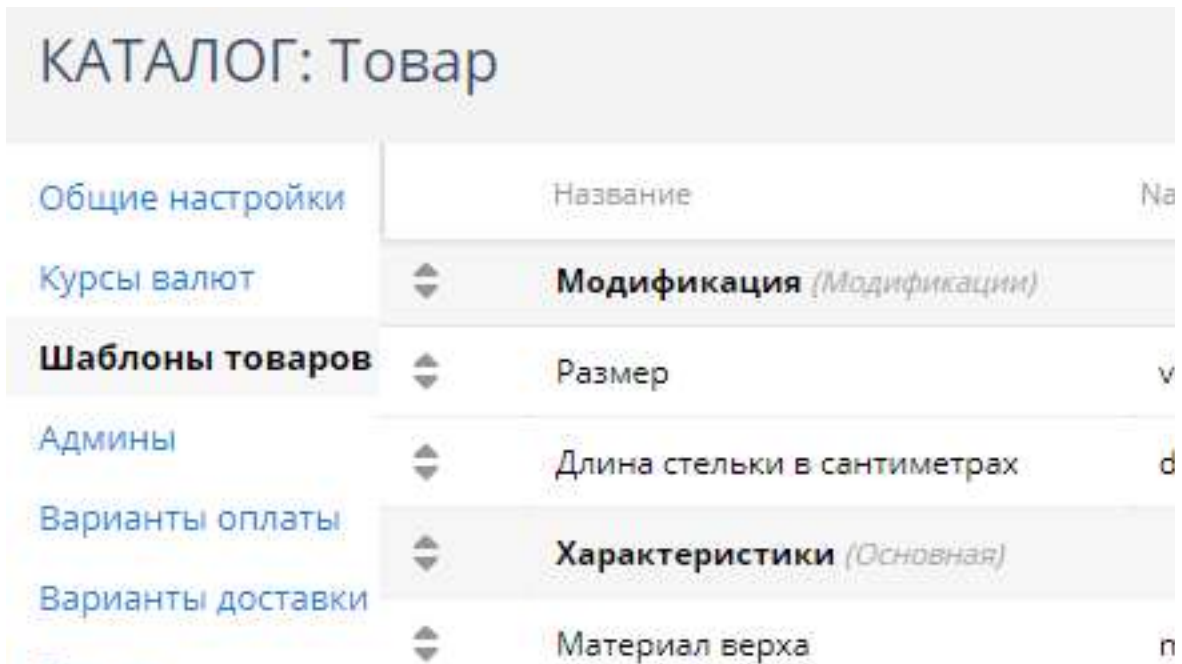 КАТАЛОГ: Товар
Общие настройки
Курсы валют
Шаблоны товаров
Админы
Варианты оплаты
Варианты доставки
Название
Модификация (Модификации)
Размер
Длина стельки в сантиметрах
Характеристики (Основная)
Материал верха